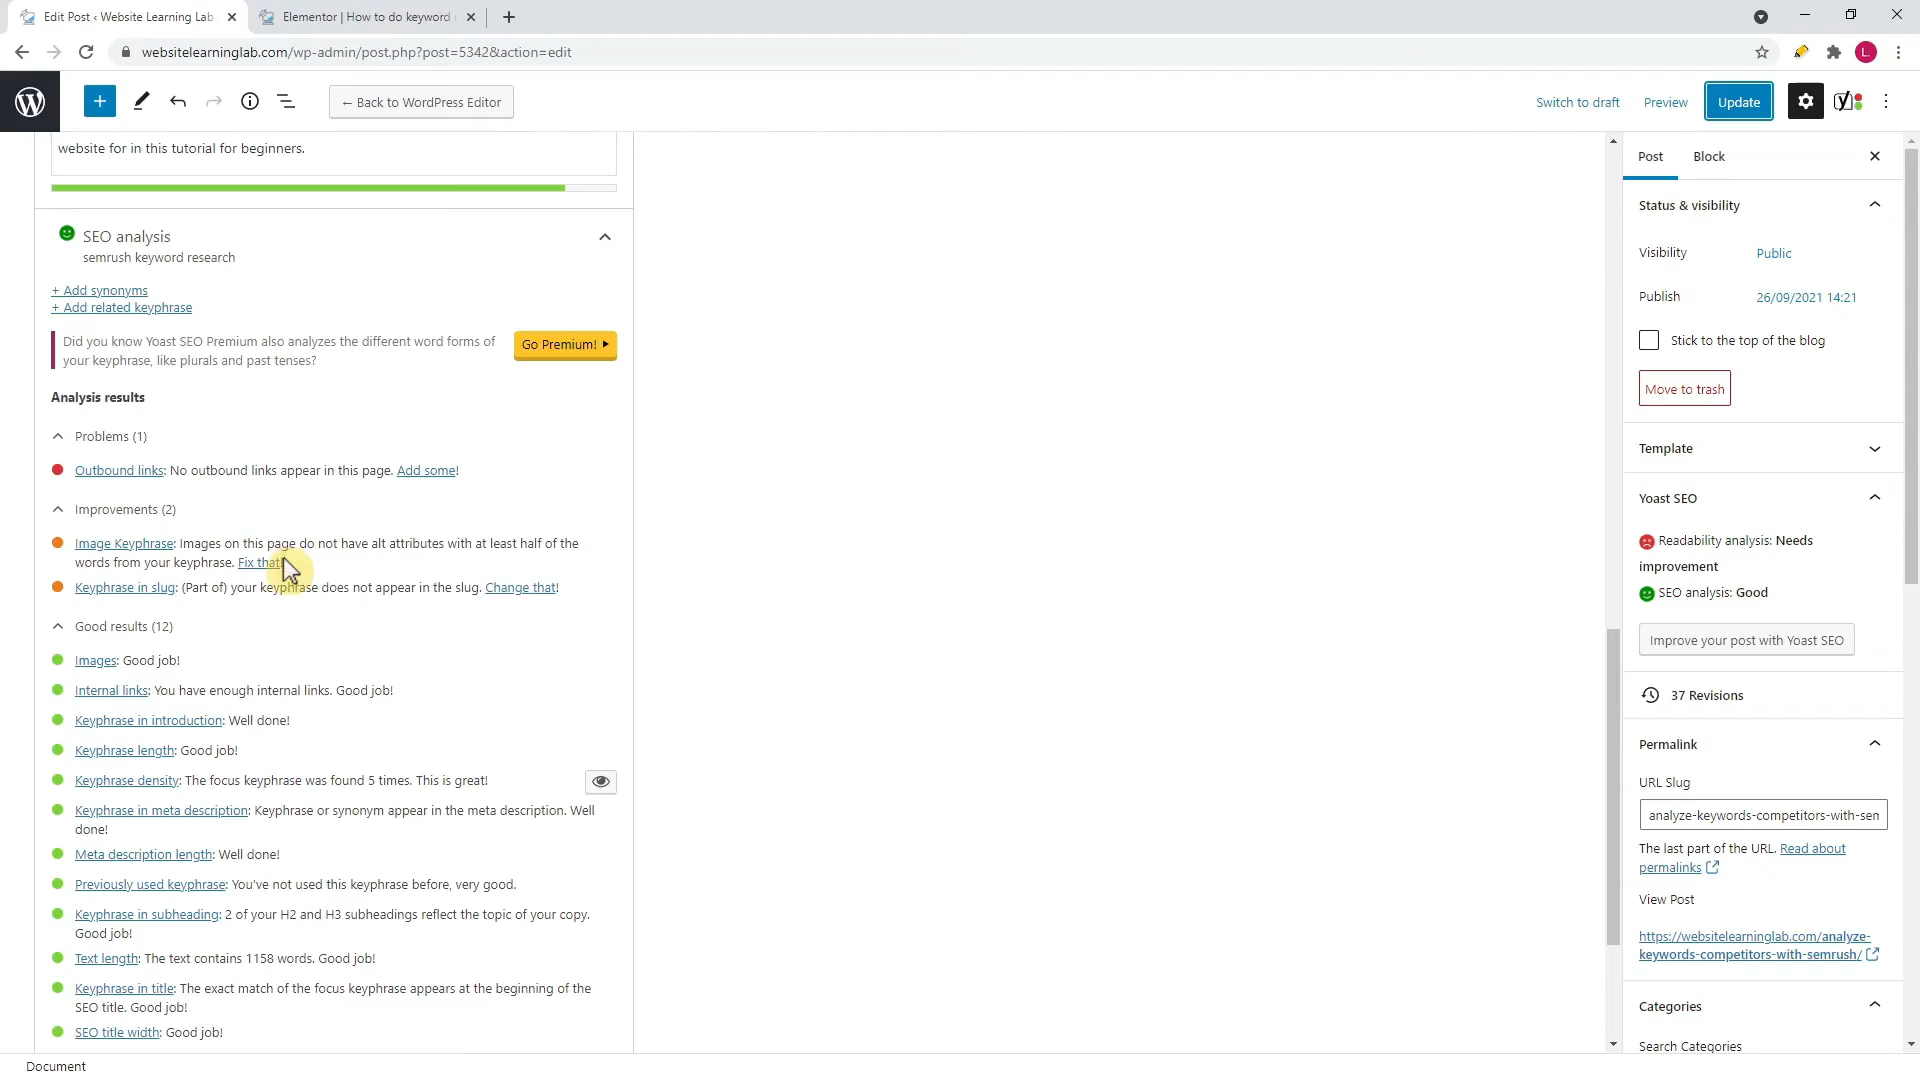 Edit Post ‹ Website Learning Lab
Elementor | How to do keyword
websitelearninglab.com/wp-admin/post.php?post=5342&action=edit
L.
← Back to WordPress Editor
Switch to draft
Preview
Update
website for in this tutorial for beginners.
SEO analysis
semrush keyword research
+ Add synonyms
+ Add related keyphrase
Did you know Yoast SEO Premium also analyzes the different word forms of
your keyphrase, like plurals and past tenses?
Go Premium!
Analysis results
Problems (1)
Outbound links: No outbound links appear in this page. Add some!
Improvements (2)
Image Keyphrase: Images on this page do not have alt attributes with at least half of the
words from your keyphrase. Fix that!
Keyphrase in slug: (Part of) your keyphrase does not appear in the slug. Change that!
Good results (12)
Images: Good job!
Internal links: You have enough internal links. Good job!
Keyphrase in introduction: Well done!
Keyphrase length: Good job!
Keyphrase density: The focus keyphrase was found 5 times. This is great!
Keyphrase in meta description: Keyphrase or synonym appear in the meta description. Well
done!
Meta description length: Well done!
Previously used keyphrase: You've not used this keyphrase before, very good.
Keyphrase in subheading: 2 of your H2 and H3 subheadings reflect the topic of your copy.
Good job!
Text length: The text contains 1158 words. Good job!
Keyphrase in title: The exact match of the focus keyphrase appears at the beginning of the
SEO title. Good job!
SEO title width: Good job!
Document
Post
Block
Status & visibility
Visibility
Public
Publish
26/09/2021 14:21
Stick to the top of the blog
Move to trash
Template
Yoast SEO
Readability analysis: Needs
improvement
SEO analysis: Good
Improve your post with Yoast SEO
37 Revisions
Permalink
URL Slug
analyze-keywords-competitors-with-sen
The last part of the URL. Read about
permalinks
View Post
https://websitelearninglab.com/analyze-
keywords-competitors-with-semrush/
Categories
Search Categories